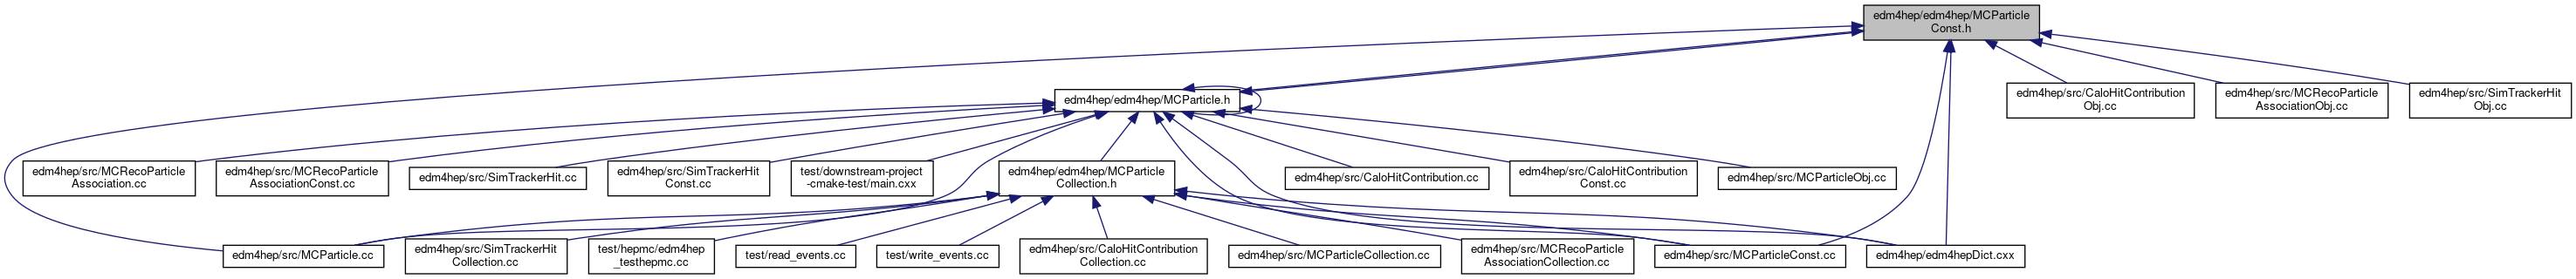 edm4hep/edm4hep/MCParticle
Const.h
edm4hep/edm4hep/MCParticle.h
edm4hep/src/CaloHitContribution
Obj.cc
edm4hep/src/MCRecoParticle
AssociationObj.cc
edm4hep/src/SimTrackerHit
Obj.cc
edm4hep/src/MCRecoParticle
Association.cc
edm4hep/src/MCRecoParticle
AssociationConst.cc
edm4hep/src/SimTrackerHit.cc
edm4hep/src/SimTrackerHit
Const.cc
test/downstream-project
-cmake-test/main.cxx
edm4hep/edm4hep/MCParticle
Collection.h
edm4hep/src/CaloHitContribution.cc
edm4hep/src/CaloHitContribution
Const.cc
edm4hep/src/MCParticleObj.cc
edm4hep/src/MCParticle.cc
edm4hep/src/SimTrackerHit
Collection.cc
test/hepmc/edm4hep
_testhepmc.cc
test/read_events.cc
test/write_events.cc
edm4hep/src/CaloHitContribution
Collection.cc
edm4hep/src/MCParticleCollection.cc
edm4hep/src/MCRecoParticle
AssociationCollection.cc
edm4hep/src/MCParticleConst.cc
edm4hep/edm4hepDict.cxx